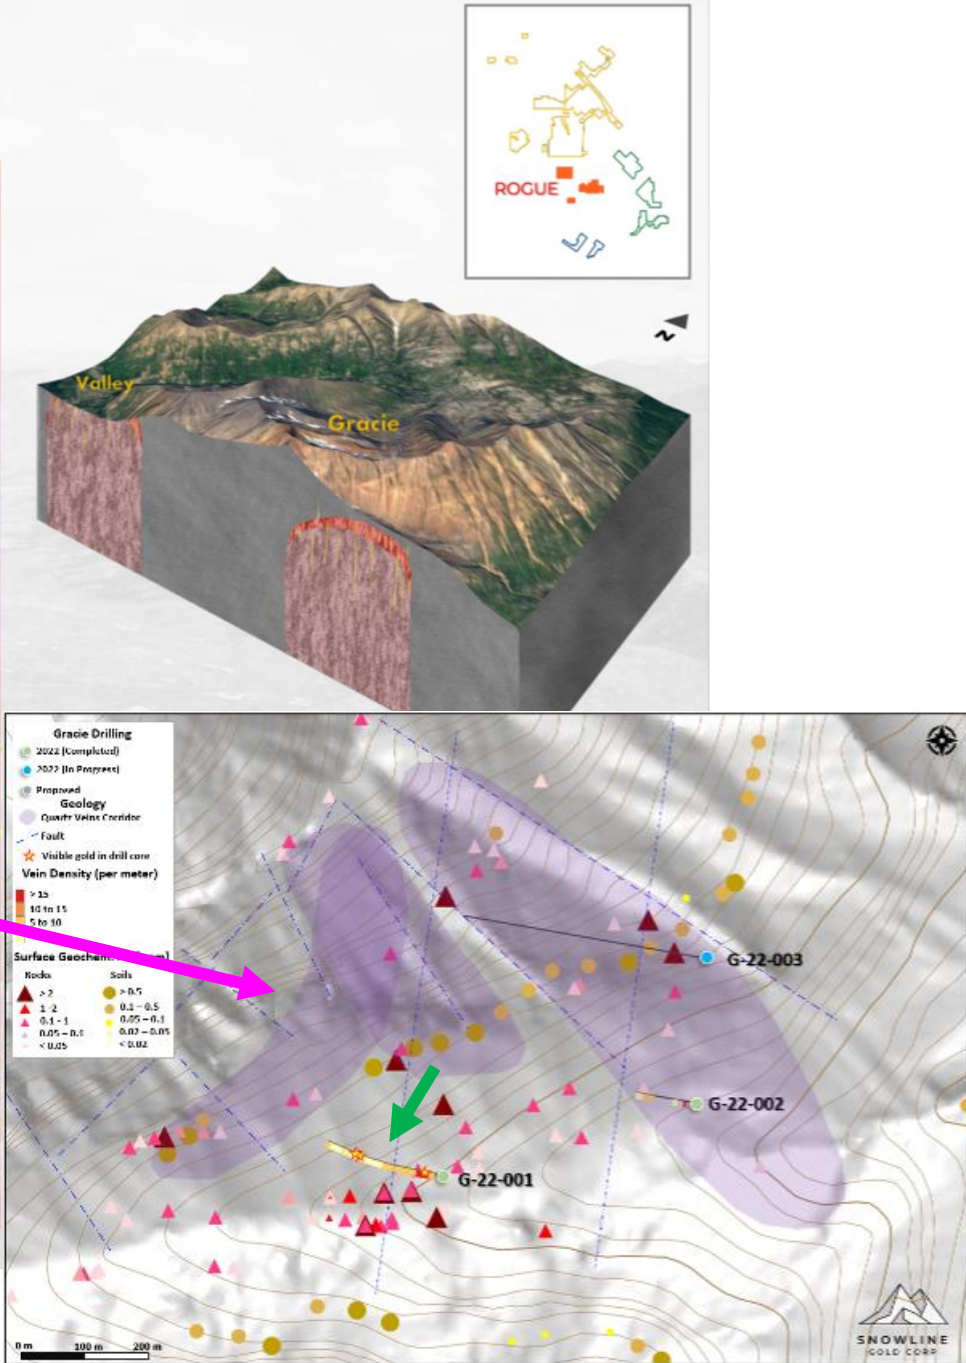 ROGUE
N
Valley
Gracie
Gracie Drilling
2022 (Completed)
2022 (In Progress)
Proposed
Geology
Quartz Veins Corridor
Fault
Visible gold in drill core
Vein Density (per meter)
> 15
10 to 15
5 to 10
Surface Geochem
Rocks Soils
> 2 > 0.5
1 - 2 0.1 – 0.5
0.1 - 1 0.05 – 0.1
0.05 – 0.1 0.02 – 0.05
< 0.05 < 0.02
G-22-003
G-22-002
G-22-001
0 m 100 m 200 m
SNOWLINE
GOLD CORP